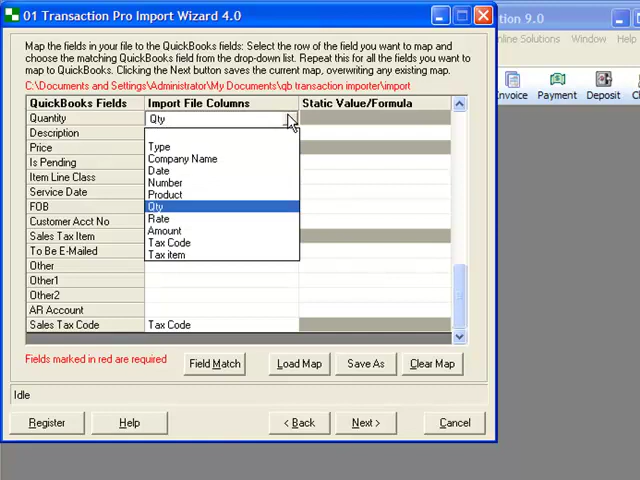 01 Transaction Pro Import Wizard 4.0
tion 9.0
nline Solutions Window Help
Map the fields in your file to the QuickBooks fields: Select the row of the field you want to map and
choose the matching QuickBooks field from the drop-down list. Repeat this for all the fields you want
map to QuickBooks. Clicking the Next button saves the current map, overwriting any existing map.
C:\Documents and Settings\Administrator\My Documents\qb transaction importer\import
nvoice Payment Deposit
QuickBooks Fields Import File Columns Static Value/Formula
Quantity Qty
Description
Price Type
Is Pending Company Name
Item Line Class Date
Service Date Number
FOB Product
Customer Acct No Qty
Sales Tax Item Rate
To Be E-Mailed Amount
Other Tax Code
Other1 Tax item
Other2
AR Account
Sales Tax Code Tax Code
Fields marked in red are required Field Match Load Map Save As Clear Map
Idle
Register Help < Back Next > Cancel